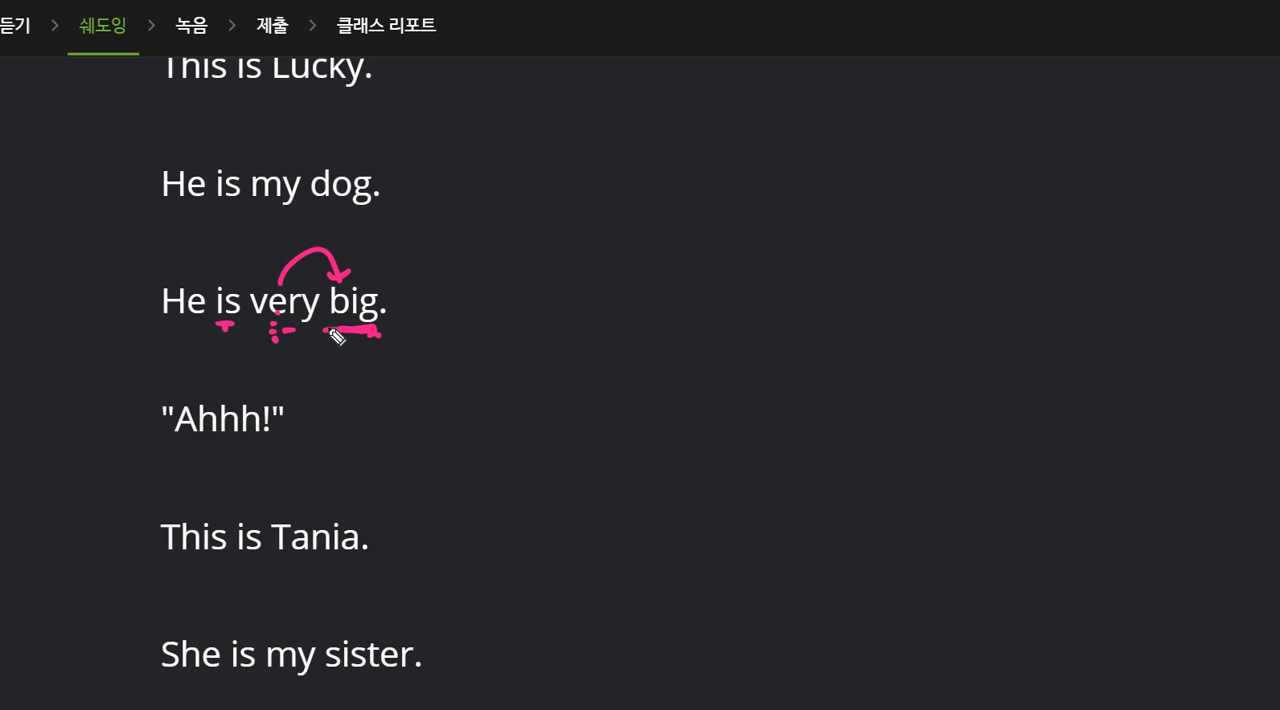 듣기 > 쉐도잉 > 녹음 > 제출 > 클래스 리포트
This is Lucky.
He is my dog.
He is very big.
"Ahhh!"
This is Tania.
She is my sister.